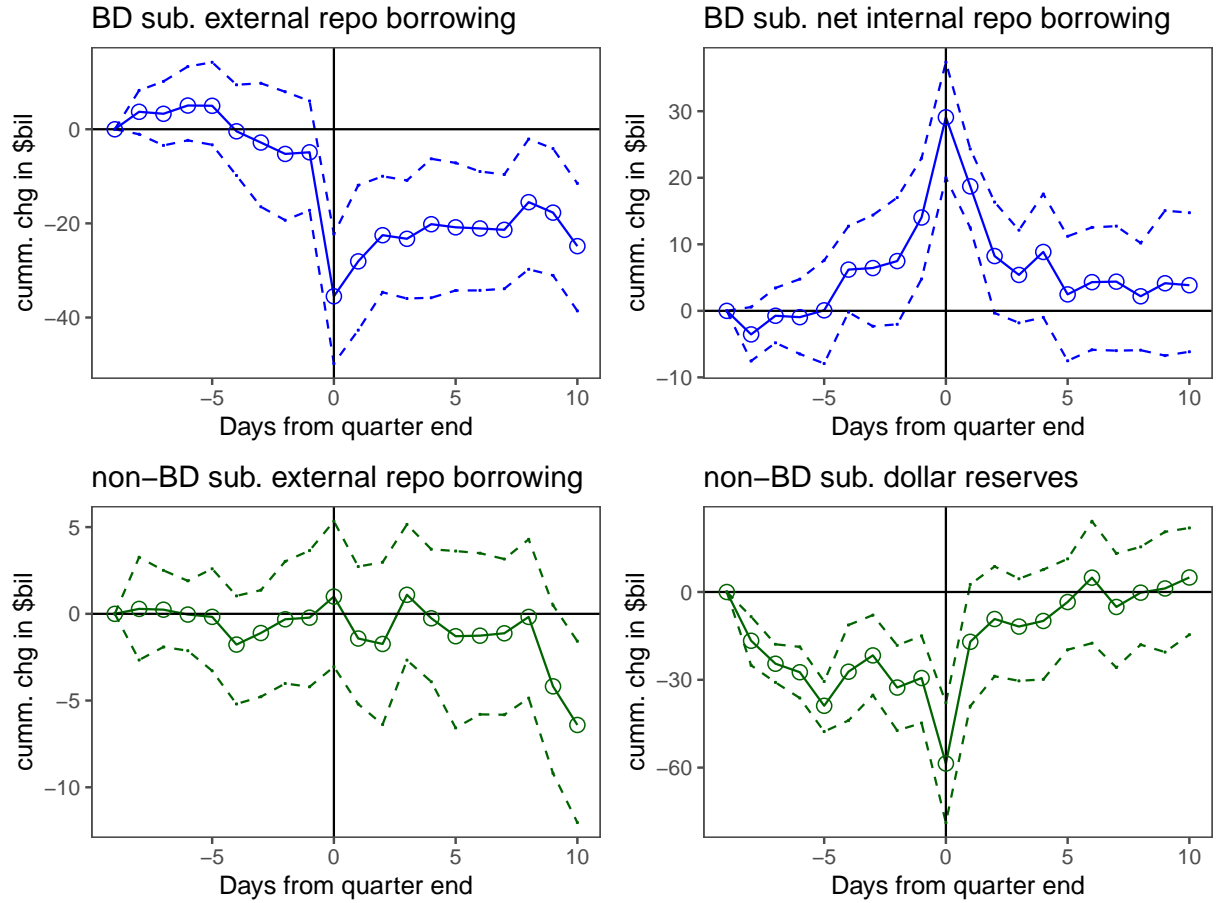 BD sub. external repo borrowing
cumm. chg in $bil
0
−20
−40
−5
0
5
10
Days from quarter end
BD sub. net internal repo borrowing
cumm. chg in $bil
30
20
10
0
−10
−5
0
5
10
Days from quarter end
non−BD sub. external repo borrowing
cumm. chg in $bil
5
0
−5
−10
−5
0
5
10
Days from quarter end
non−BD sub. dollar reserves
cumm. chg in $bil
0
−30
−60
−5
0
5
10
Days from quarter end